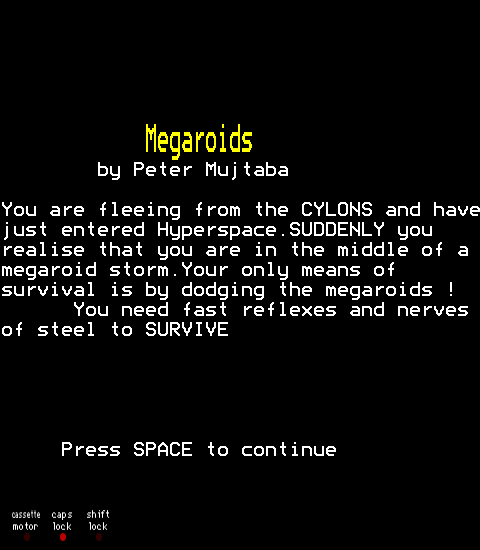 Megaroids
by Peter Mujtaba
You are fleeing from the CYLONS and have
just entered Hyperspace.SUDDENLY you
realise that you are in the middle of a
megaroid storm.Your only means of
survival is by dodging the megaroids !
You need fast reflexes and nerves
of steel to SURVIVE
Press SPACE to continue
cassette motor
caps lock
shift lock